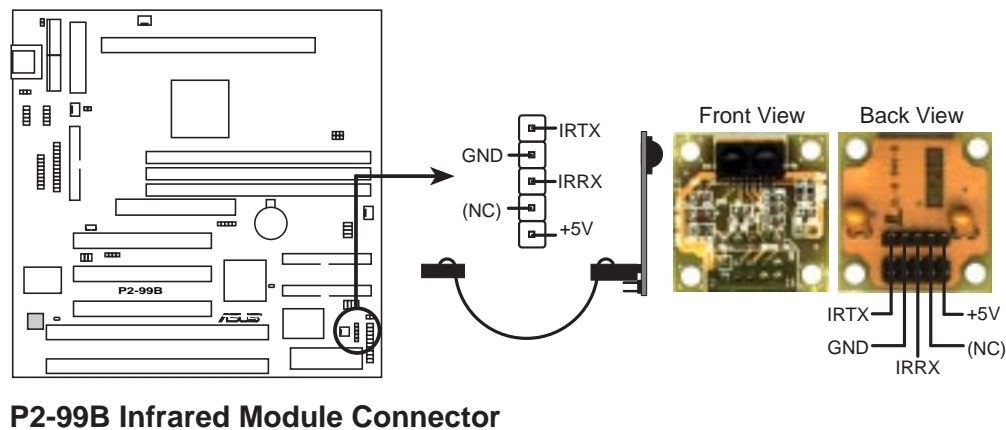 Front View
Back View
IRTX
GND
IRRX
(NC)
+5V
P2-99B
ASUS
IRTX
+5V
GND
(NC)
IRRX
P2-99B Infrared Module Connector